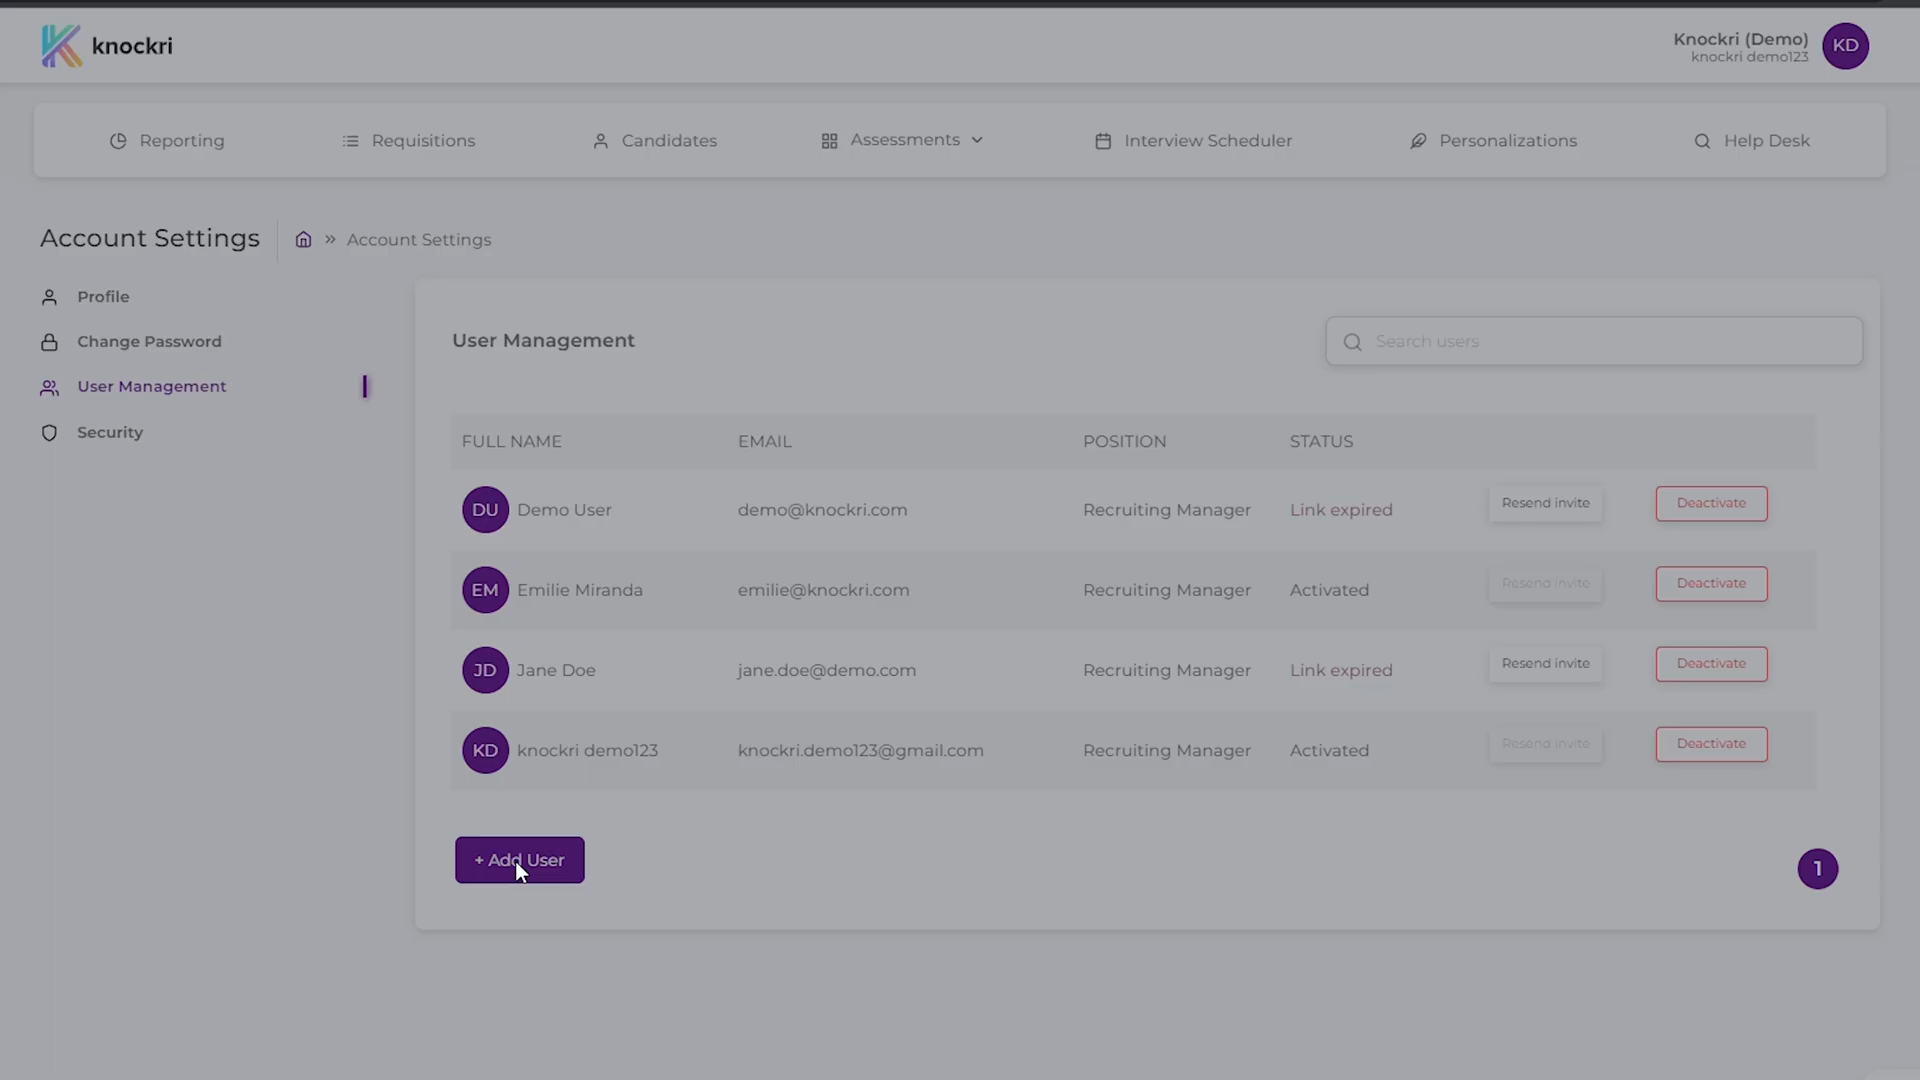 knockri
Knockri (Demo)
knockri demo123
KD
Reporting
Requisitions
Candidates
Assessments
Interview Scheduler
Personalizations
Help Desk
Account Settings
» Account Settings
Profile
Change Password
User Management
Security
User Management
Search users
FULL NAME EMAIL POSITION STATUS
DU Demo User demo@knockri.com Recruiting Manager Link expired Resend invite Deactivate
EM Emilie Miranda emilie@knockri.com Recruiting Manager Activated Resend invite Deactivate
JD Jane Doe jane.doe@demo.com Recruiting Manager Link expired Resend invite Deactivate
KD knockri demo123 knockri.demo123@gmail.com Recruiting Manager Activated Resend invite Deactivate
+ Add User
1